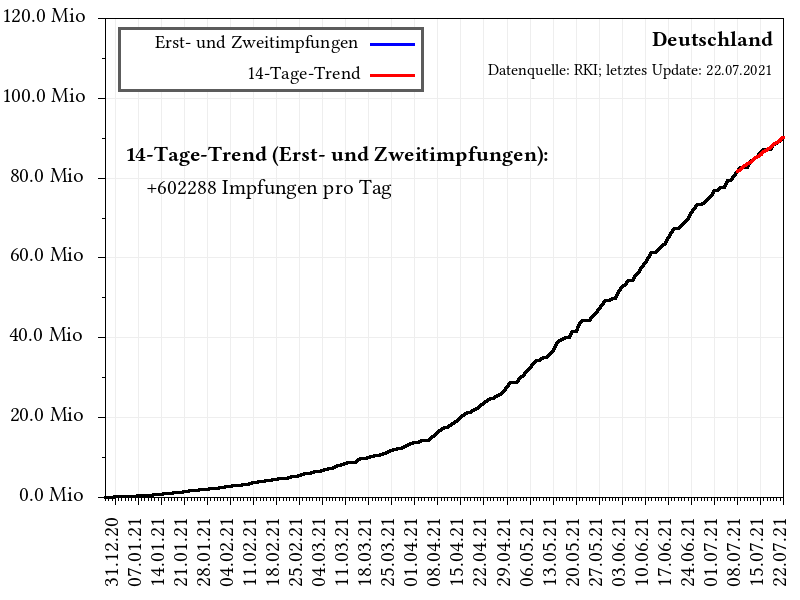 120.0 Mio
100.0 Mio
80.0 Mio
60.0 Mio
40.0 Mio
20.0 Mio
0.0 Mio
Erst- und Zweitimpfungen
14-Tage-Trend
Deutschland
Datenquelle: RKI; letztes Update: 22.07.2021
14-Tage-Trend (Erst- und Zweitimpfungen):
+602288 Impfungen pro Tag
31.12.20
07.01.21
14.01.21
21.01.21
28.01.21
04.02.21
11.02.21
18.02.21
25.02.21
04.03.21
11.03.21
18.03.21
25.03.21
01.04.21
08.04.21
15.04.21
22.04.21
29.04.21
06.05.21
13.05.21
20.05.21
27.05.21
03.06.21
10.06.21
17.06.21
24.06.21
01.07.21
08.07.21
15.07.21
22.07.21